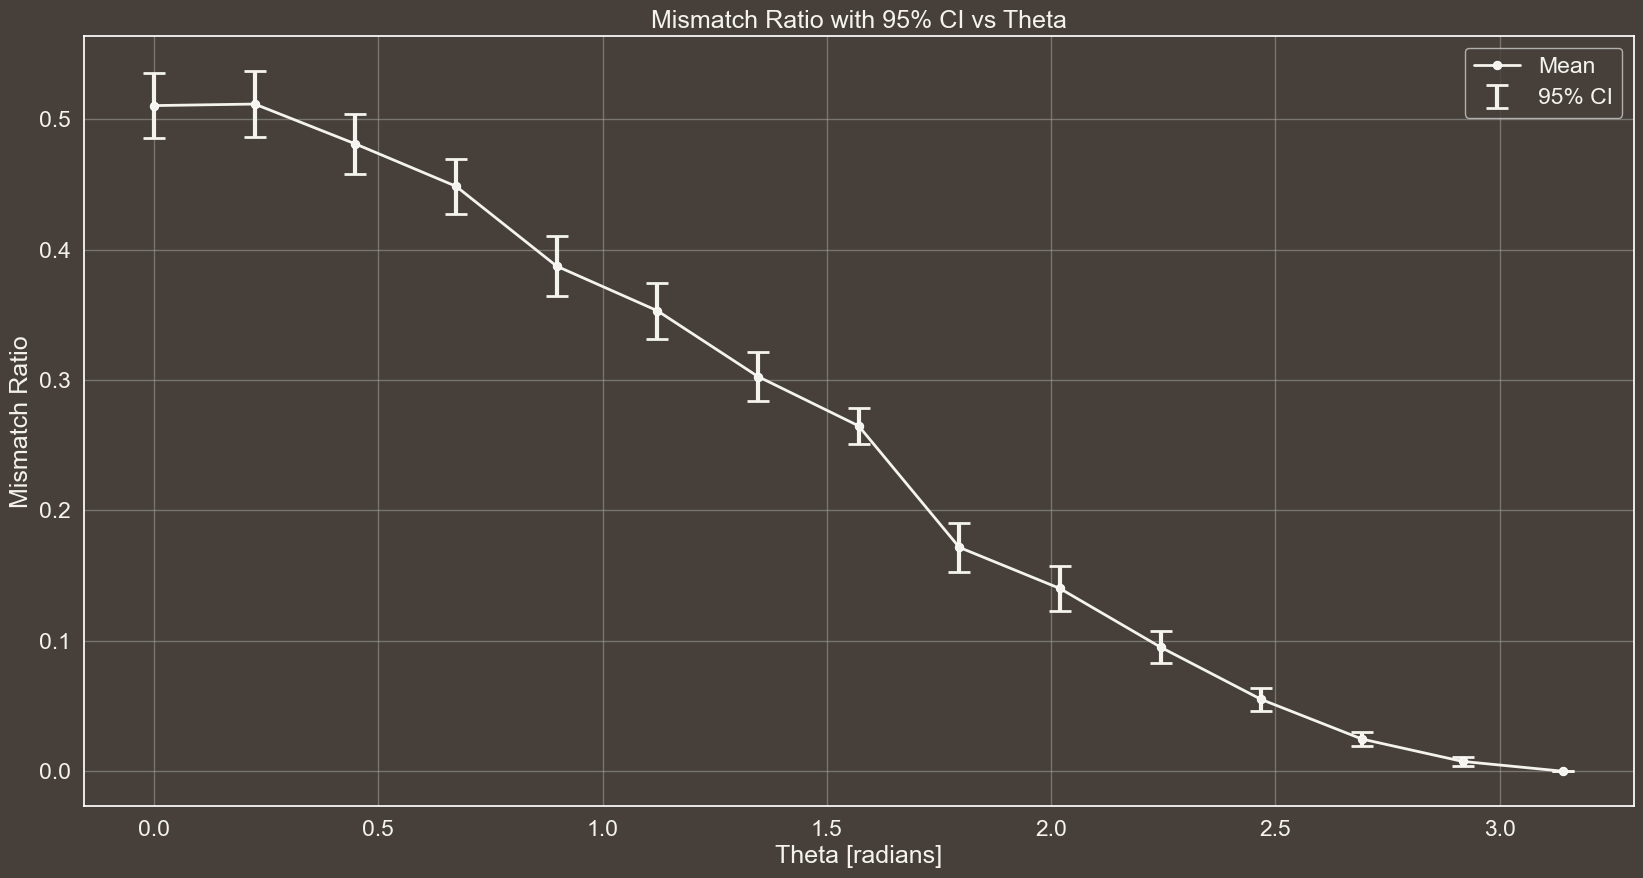 Mismatch Ratio with 95% CI vs Theta
Mean
95% CI
Mismatch Ratio
0.5
0.4
0.3
0.2
0.1
0.0
0.0 0.5 1.0 1.5 2.0 2.5 3.0
Theta [radians]